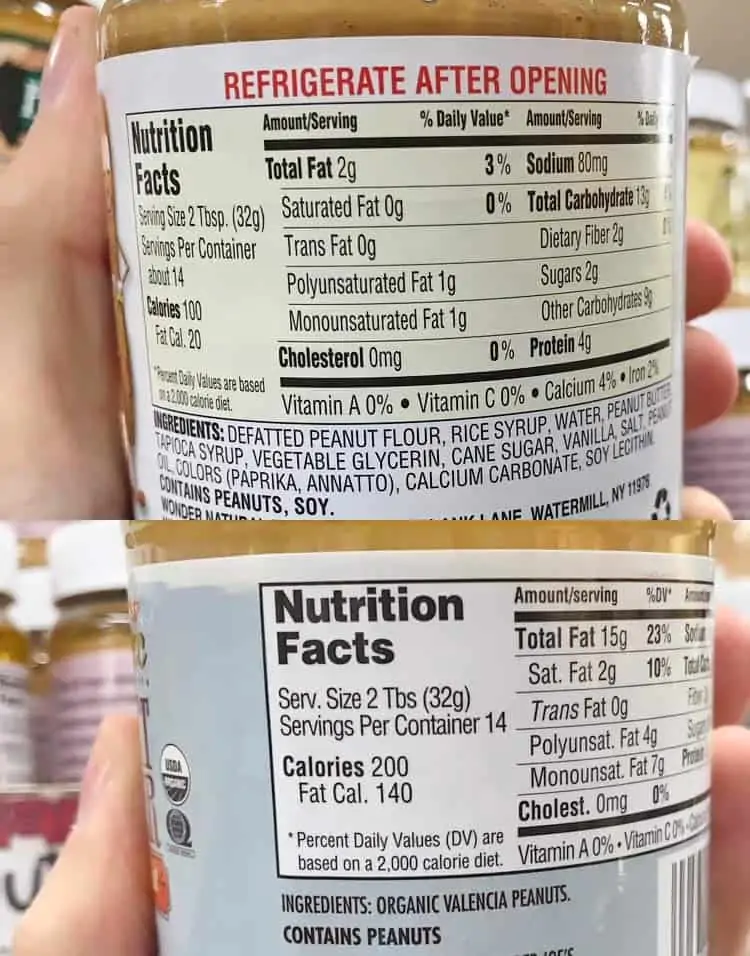 REFRIGERATE AFTER OPENING
Nutrition
Facts
Serving Size 2 Tbsp. (32g)
Servings Per Container
about 14
Calories 100
Fat Cal. 20
*Percent Daily Values are based
on a 2,000 calorie diet.
Amount/Serving % Daily Value* Amount/Serving
Total Fat 2g 3% Sodium 80mg
Saturated Fat 0g 0% Total Carbohydrate 13g
Trans Fat 0g Dietary Fiber 2g
Polyunsaturated Fat 1g Sugars 2g
Monounsaturated Fat 1g Other Carbohydrates 9g
Cholesterol 0mg 0% Protein 4g
Vitamin A 0% • Vitamin C 0% • Calcium 4% • Iron 2%
INGREDIENTS: DEFATTED PEANUT FLOUR, RICE SYRUP, WATER, PEANUT BUTTER,
TAPIOCA SYRUP, VEGETABLE GLYCERIN, CANE SUGAR, VANILLA, SALT, PEANUT
OIL, COLORS (PAPRIKA, ANNATTO), CALCIUM CARBONATE, SOY LECITHIN.
CONTAINS PEANUTS, SOY.
WONDER LANE, WATERMILL, NY 11976
Nutrition
Facts
Serv. Size 2 Tbs (32g)
Servings Per Container 14
Calories 200
Fat Cal. 140
*Percent Daily Values (DV) are
based on a 2,000 calorie diet.
Amount/serving %DV*
Total Fat 15g 23%
Sat. Fat 2g 10%
Trans Fat 0g
Polyunsat. Fat 4g
Monounsat. Fat 7g
Cholest. 0mg 0%
Vitamin A 0% • Vitamin C 0%
INGREDIENTS: ORGANIC VALENCIA PEANUTS.
CONTAINS PEANUTS
USDA